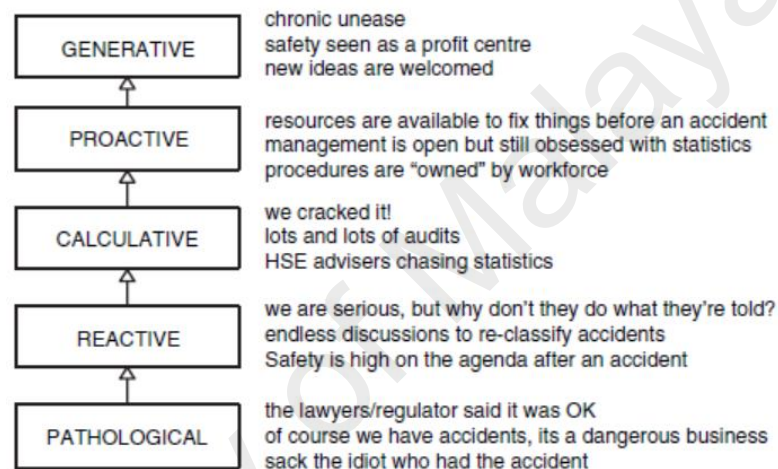 GENERATIVE
chronic unease
safety seen as a profit centre
new ideas are welcomed
PROACTIVE
resources are available to fix things before an accident
management is open but still obsessed with statistics
procedures are “owned” by workforce
CALCULATIVE
we cracked it!
lots and lots of audits
HSE advisers chasing statistics
REACTIVE
we are serious, but why don’t they do what they’re told?
endless discussions to re-classify accidents
Safety is high on the agenda after an accident
PATHOLOGICAL
the lawyers/regulator said it was OK
of course we have accidents, its a dangerous business
sack the idiot who had the accident
of Malaya